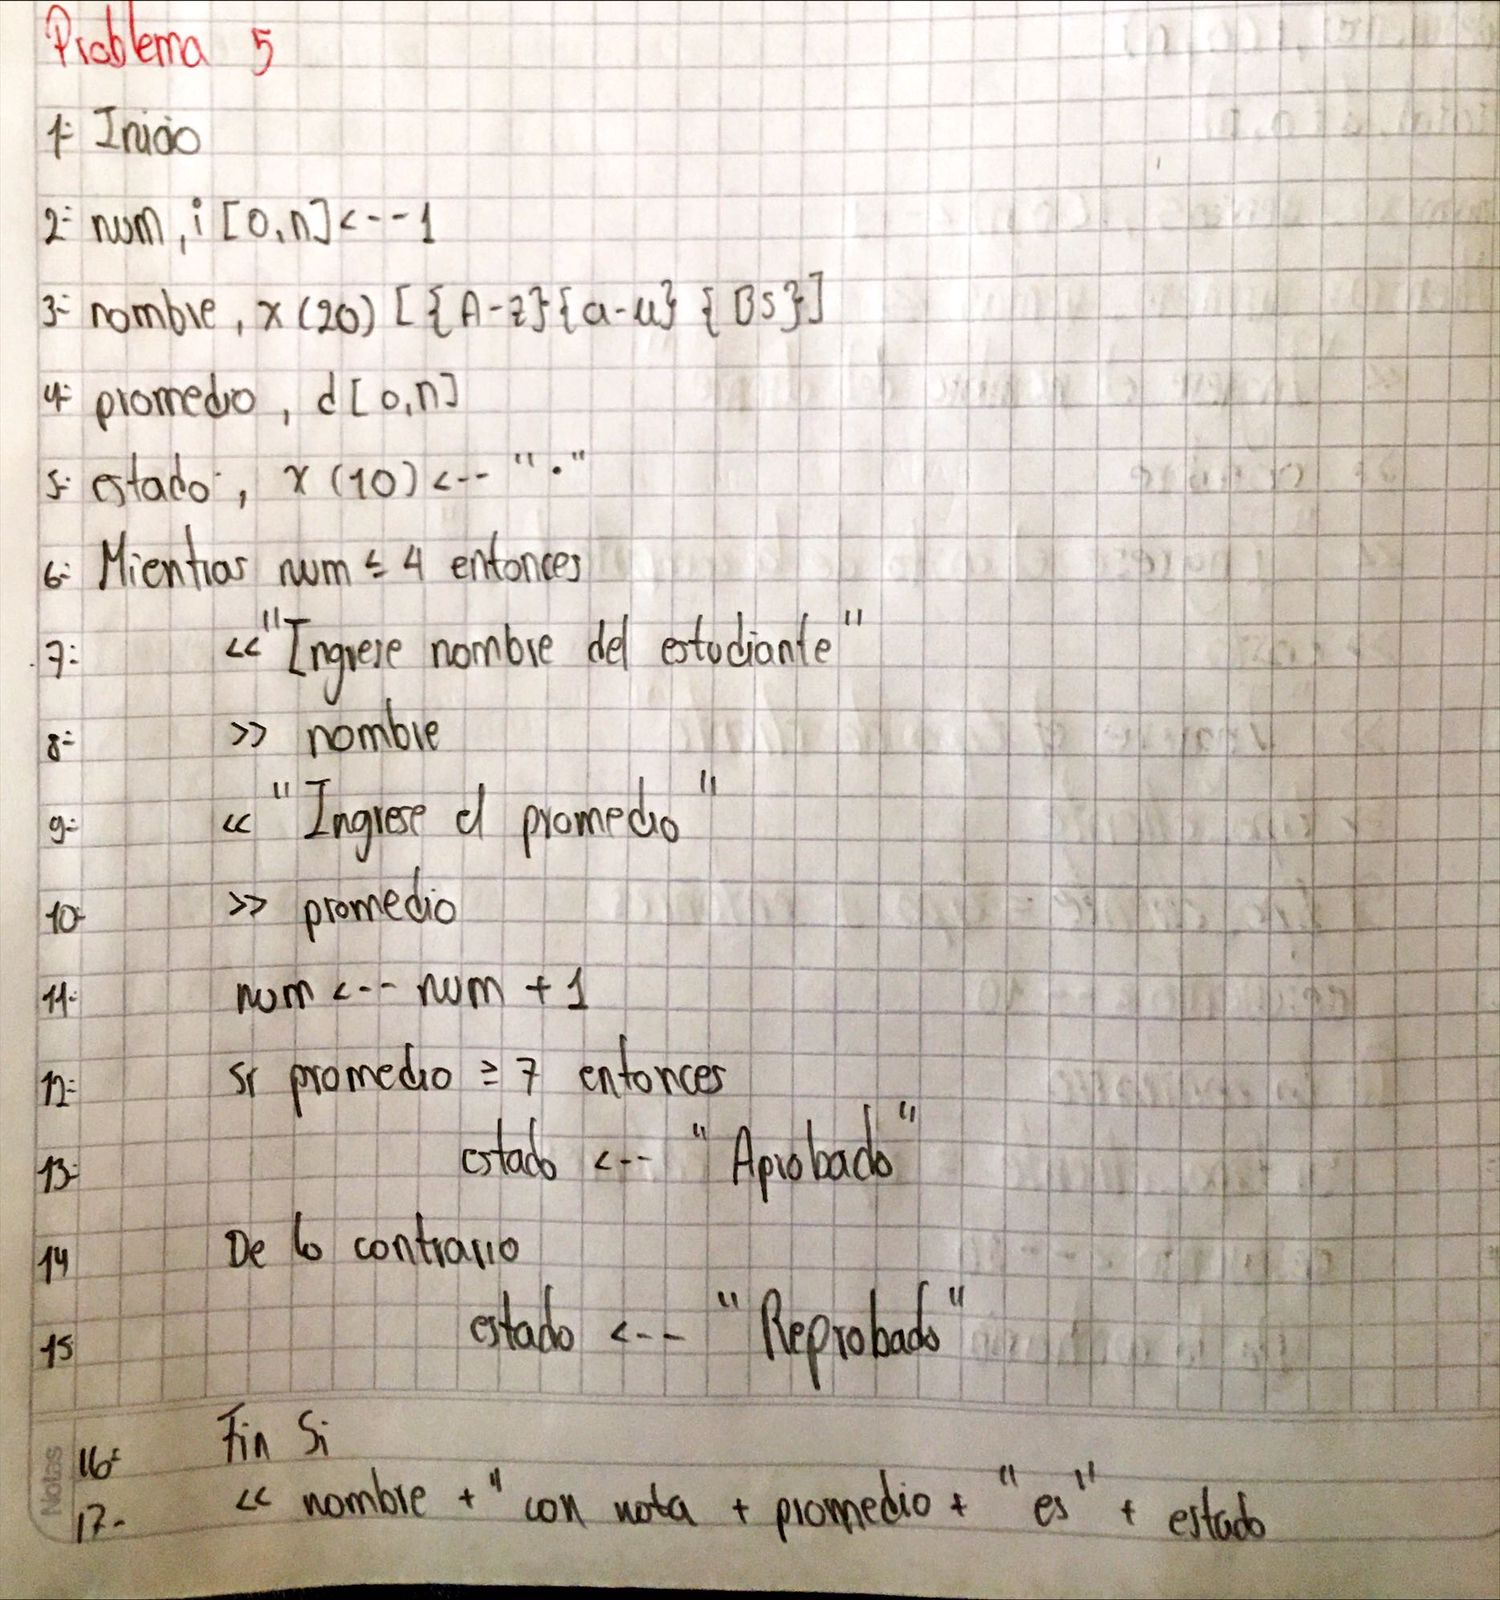 Problema 5
1- Inicio
2- num, i [0,n] <--1
3- nombre, x (20) [{A-z}{a-u} {Bs}]
4- promedio, d[0,n]
5- estado, x (10) <-- "."
6- Mientras num ≤ 4 entonces
7- <<"Ingrese nombre del estudiante"
8- >> nombre
9- << "Ingrese el promedio"
10- >> promedio
11- num <-- num + 1
12- Si promedio ≥ 7 entonces
13- estado <-- "Aprobado"
14 De lo contrario
15 estado <-- "Reprobado"
16- Fin Si
17- << nombre +" con nota + promedio + "es" + estado
Notas